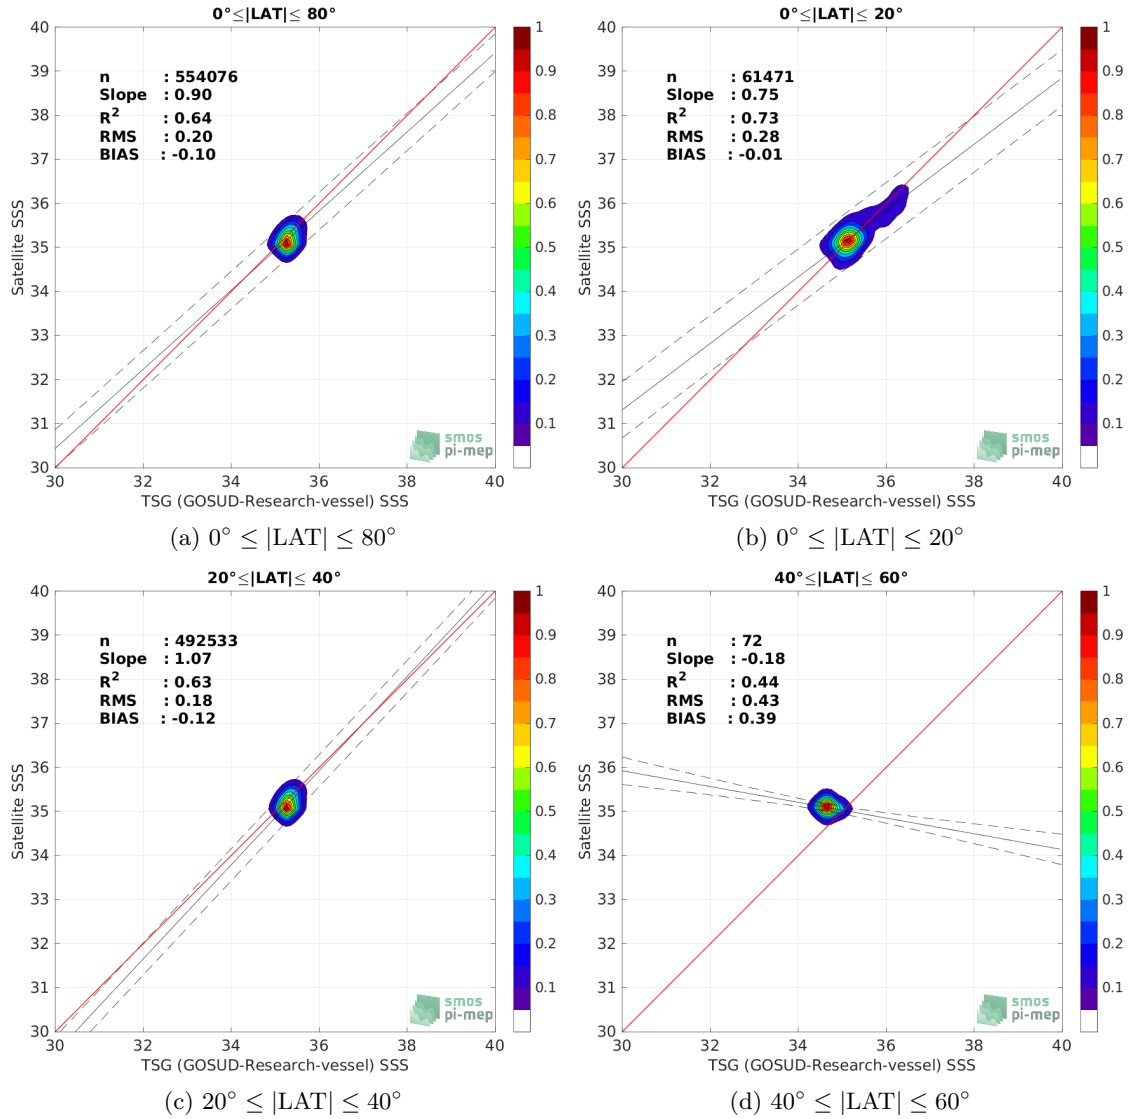 0°≤|LAT|≤ 80°
n : 554076
Slope : 0.90
R² : 0.64
RMS : 0.20
BIAS : -0.10
40
39
38
37
36
35
34
33
32
31
30
Satellite SSS
30 32 34 36 38 40
TSG (GOSUD-Research-vessel) SSS
smos
pi-mep
1
0.9
0.8
0.7
0.6
0.5
0.4
0.3
0.2
0.1
(a) 0° ≤ |LAT| ≤ 80°
0°≤|LAT|≤ 20°
n : 61471
Slope : 0.75
R² : 0.73
RMS : 0.28
BIAS : -0.01
40
39
38
37
36
35
34
33
32
31
30
Satellite SSS
30 32 34 36 38 40
TSG (GOSUD-Research-vessel) SSS
smos
pi-mep
1
0.9
0.8
0.7
0.6
0.5
0.4
0.3
0.2
0.1
(b) 0° ≤ |LAT| ≤ 20°
20°≤|LAT|≤ 40°
n : 492533
Slope : 1.07
R² : 0.63
RMS : 0.18
BIAS : -0.12
40
39
38
37
36
35
34
33
32
31
30
Satellite SSS
30 32 34 36 38 40
TSG (GOSUD-Research-vessel) SSS
smos
pi-mep
1
0.9
0.8
0.7
0.6
0.5
0.4
0.3
0.2
0.1
(c) 20° ≤ |LAT| ≤ 40°
40°≤|LAT|≤ 60°
n : 72
Slope : -0.18
R² : 0.44
RMS : 0.43
BIAS : 0.39
40
39
38
37
36
35
34
33
32
31
30
Satellite SSS
30 32 34 36 38 40
TSG (GOSUD-Research-vessel) SSS
smos
pi-mep
1
0.9
0.8
0.7
0.6
0.5
0.4
0.3
0.2
0.1
(d) 40° ≤ |LAT| ≤ 60°